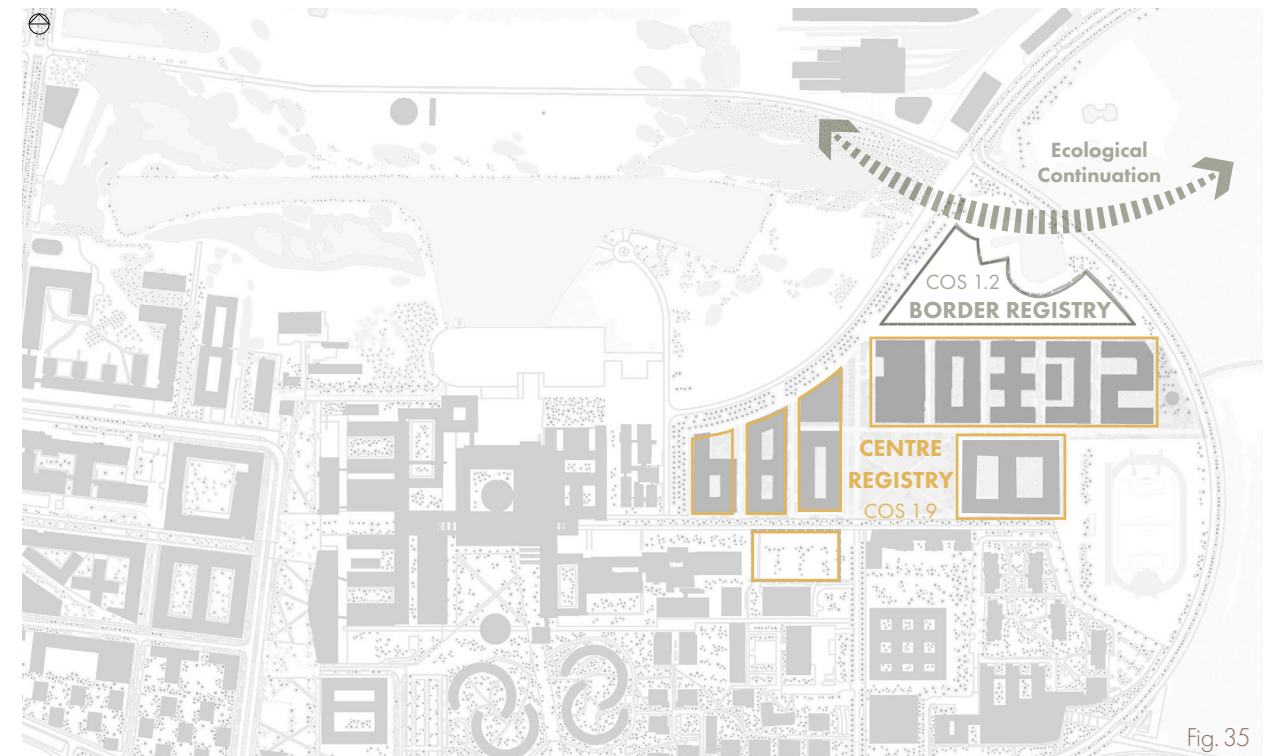 Ecological
Continuation
COS 1.2
BORDER REGISTRY
CENTRE
REGISTRY
COS 1.9
Fig. 35